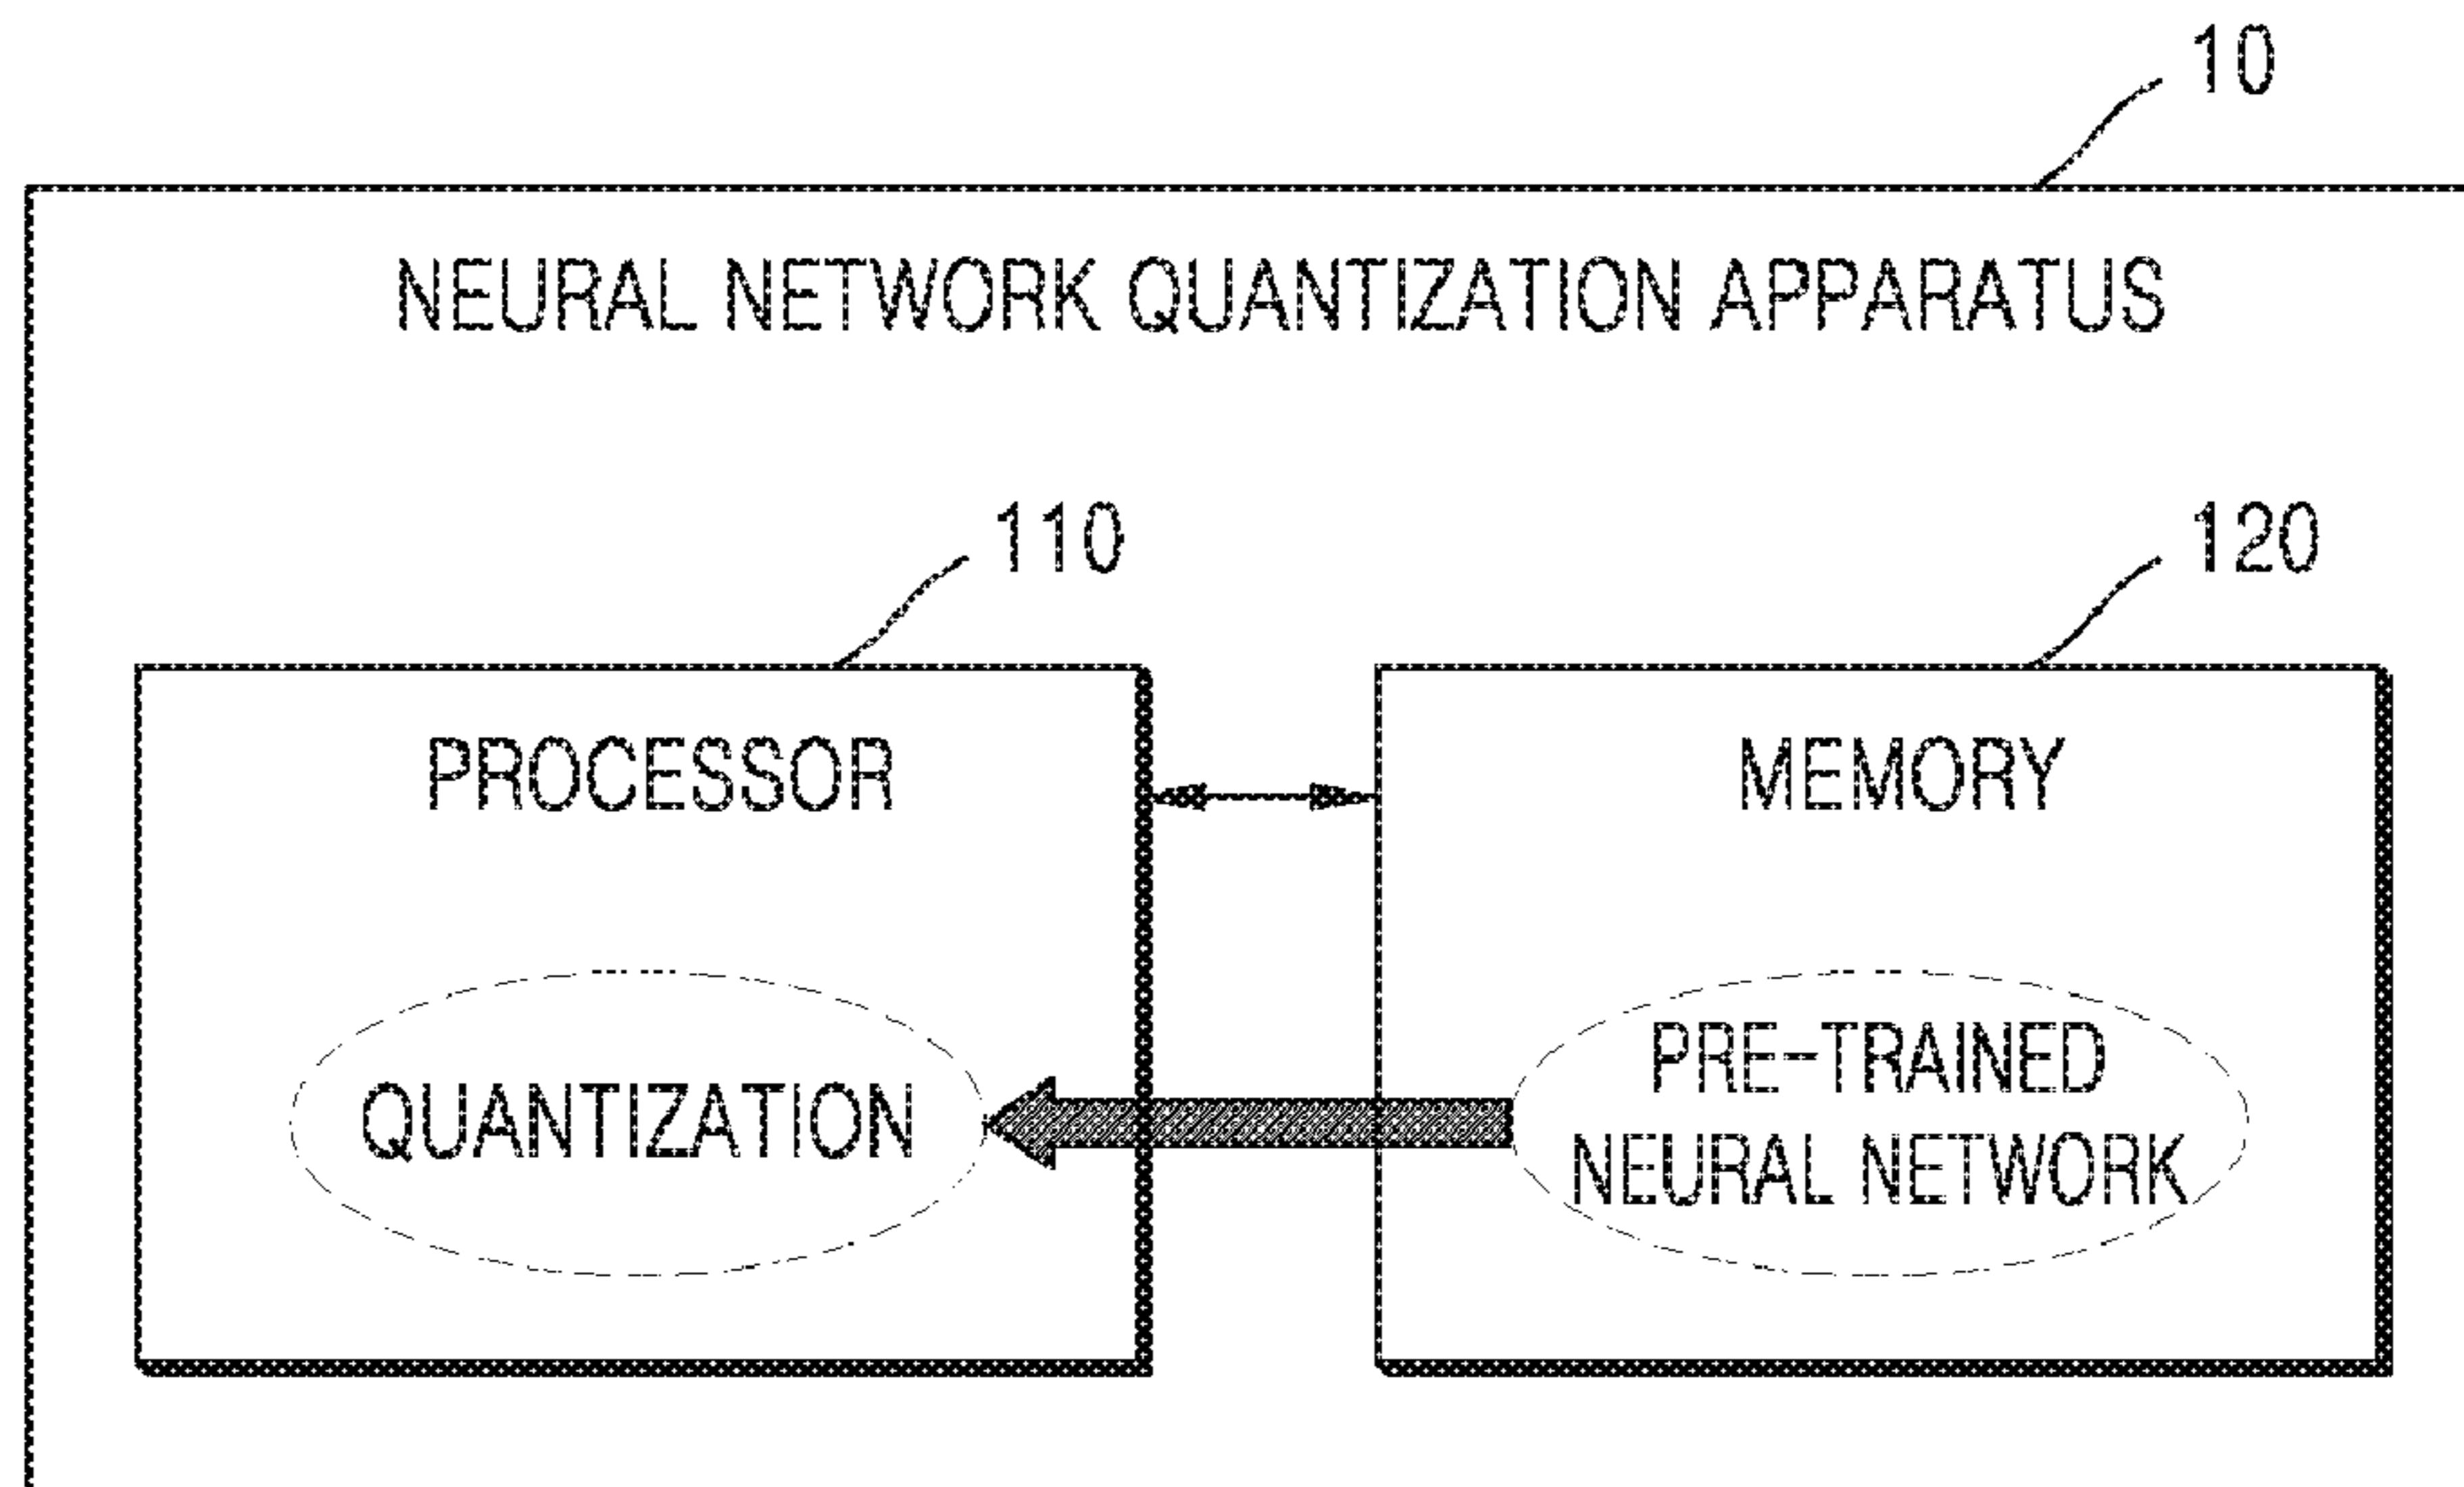 10
NEURAL NETWORK QUANTIZATION APPARATUS
110
120
PROCESSOR
MEMORY
QUANTIZATION
PRE-TRAINED
NEURAL NETWORK